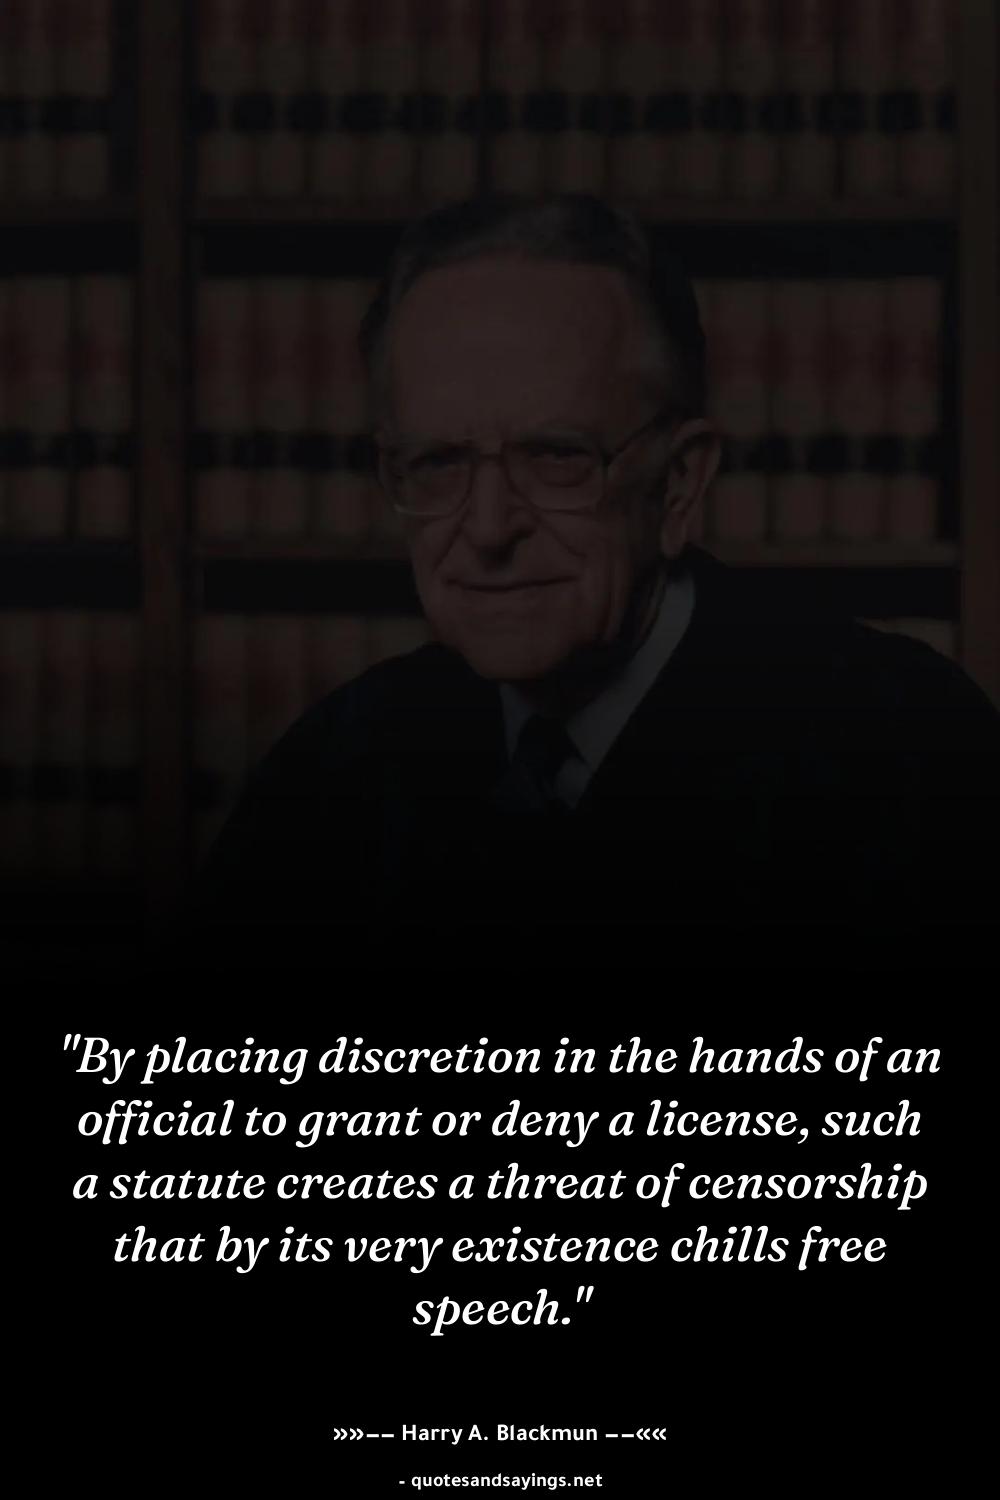 "By placing discretion in the hands of an
official to grant or deny a license, such
a statute creates a threat of censorship
that by its very existence chills free
speech."
»»−− Harry A. Blackmun −−««
- quotesandsayings.net